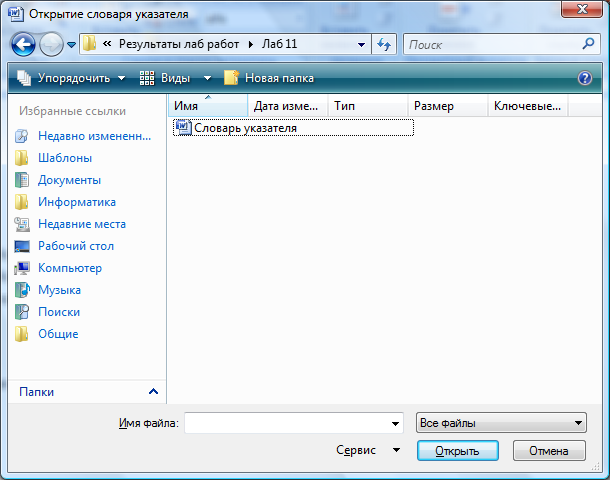 Открытие словаря указателя
« Результаты лаб работ ▸ Лаб 11
Поиск
Упорядочить Виды Новая папка
Избранные ссылки
Недавно измененн...
Шаблоны
Документы
Информатика
Недавние места
Рабочий стол
Компьютер
Музыка
Поиски
Общие
Папки
Имя Дата изме... Тип Размер Ключевые...
Словарь указателя
Имя файла:
Все файлы
Сервис
Открыть
Отмена